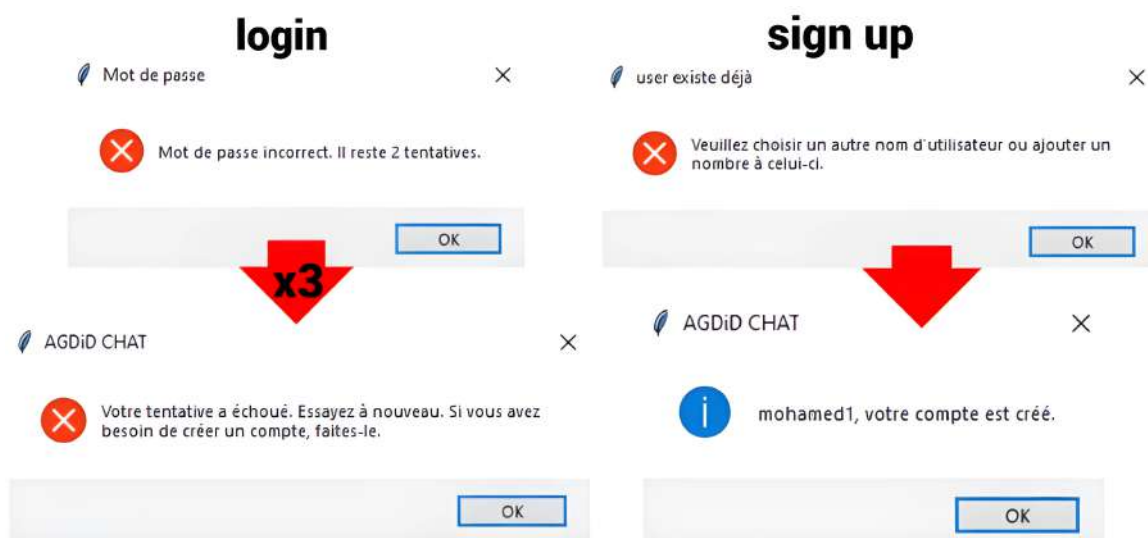 login
Mot de passe
Mot de passe incorrect. Il reste 2 tentatives.
OK
x3
AGDiD CHAT
Votre tentative a échoué. Essayez à nouveau. Si vous avez
besoin de créer un compte, faites-le.
OK
sign up
user existe déjà
Veuillez choisir un autre nom d'utilisateur ou ajouter un
nombre à celui-ci.
OK
AGDiD CHAT
mohamed1, votre compte est créé.
OK